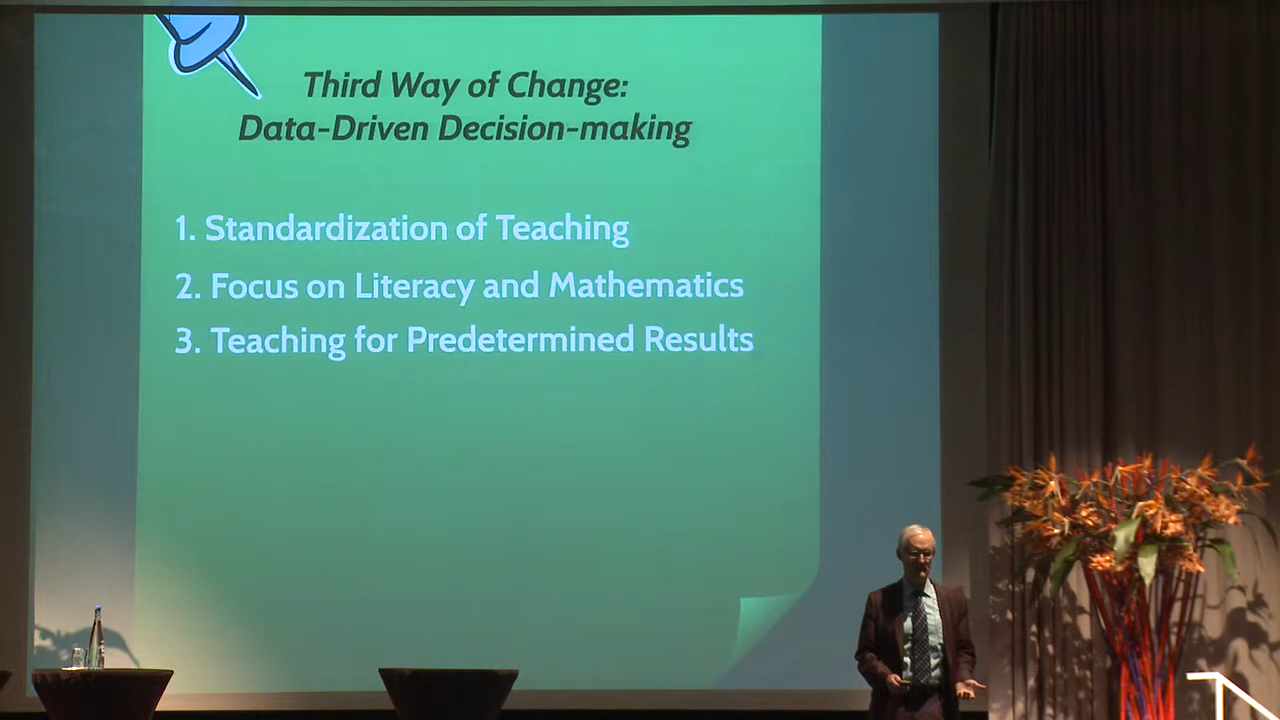 Third Way of Change:
Data-Driven Decision-making
1. Standardization of Teaching
2. Focus on Literacy and Mathematics
3. Teaching for Predetermined Results